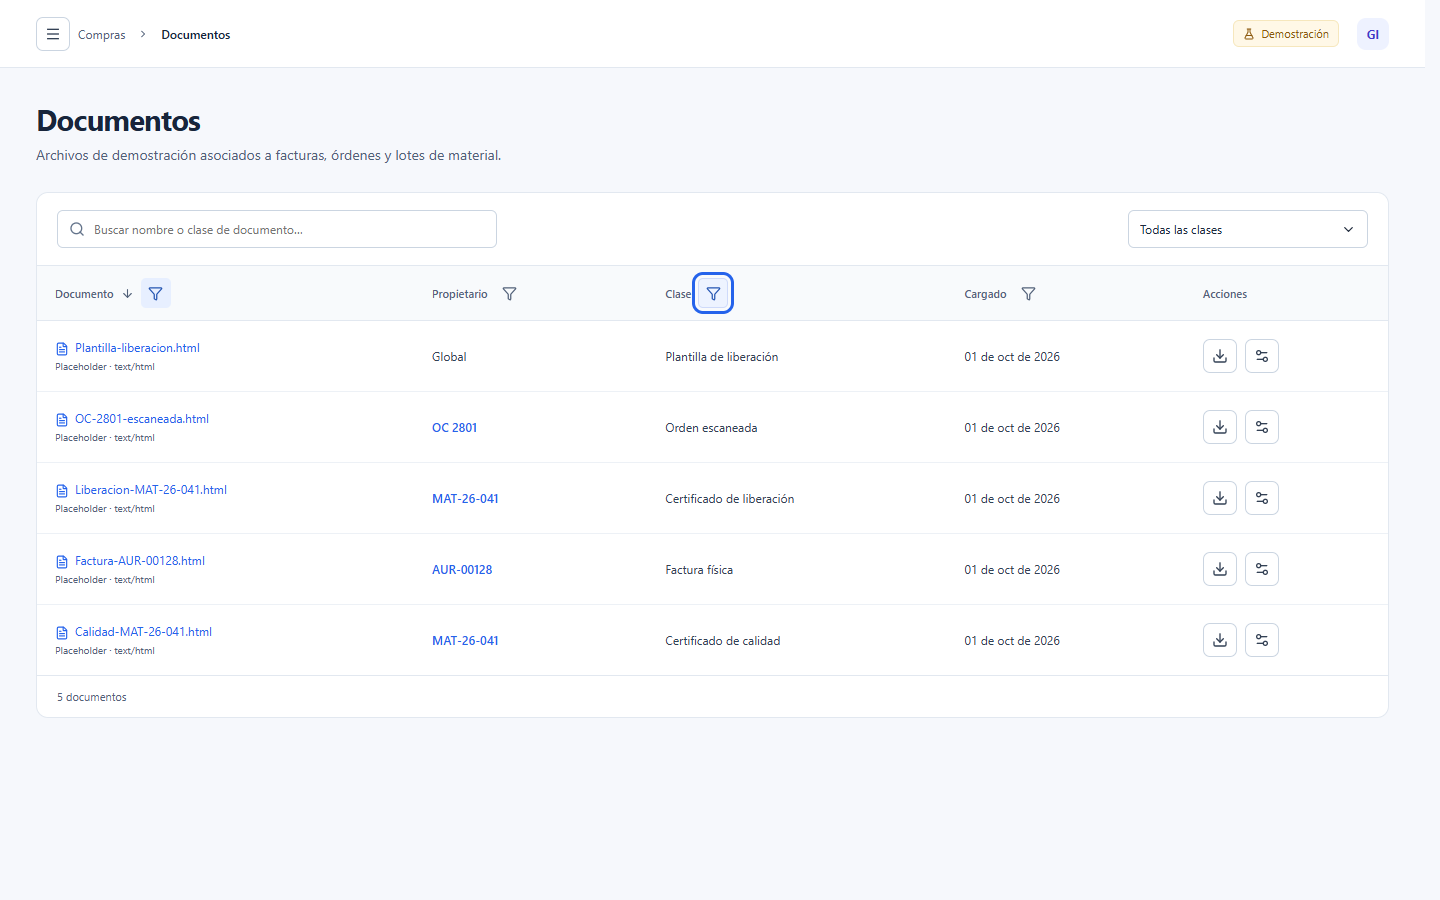 Compras > Documentos
Demostración
GI
Documentos
Archivos de demostración asociados a facturas, órdenes y lotes de material.
Buscar nombre o clase de documento...
Todas las clases
Documento Propietario Clase Cargado Acciones
Plantilla-liberacion.html
Placeholder · text/html
Global
Plantilla de liberación
01 de oct de 2026
OC-2801-escaneada.html
Placeholder · text/html
OC 2801
Orden escaneada
01 de oct de 2026
Liberacion-MAT-26-041.html
Placeholder · text/html
MAT-26-041
Certificado de liberación
01 de oct de 2026
Factura-AUR-00128.html
Placeholder · text/html
AUR-00128
Factura física
01 de oct de 2026
Calidad-MAT-26-041.html
Placeholder · text/html
MAT-26-041
Certificado de calidad
01 de oct de 2026
5 documentos